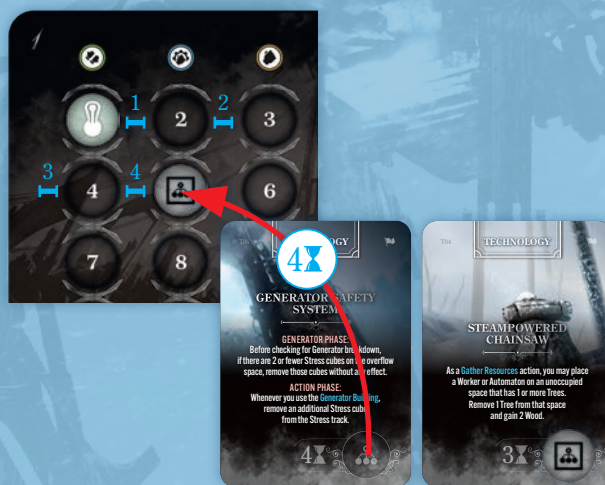 1 2
2 3
3 4
4 6
7 8
4
TECHNOLOGY
GENERATOR SAFETY
SYSTEM
STEAMPOWERED
CHAINSAW
GENERATOR PHASE:
Before checking for Generator breakdown,
if there are 2 or fewer Stress cubes on the overflow
space, remove those cubes without any effect.
ACTION PHASE:
Whenever you use the Generator Building,
remove an additional Stress cube
from the Stress track.
4
As a Gather Resources action, you may place
a Worker or Automaton on an unoccupied
space that has 1 or more Trees.
Remove 1 Tree from that space
and gain 2 Wood.
3